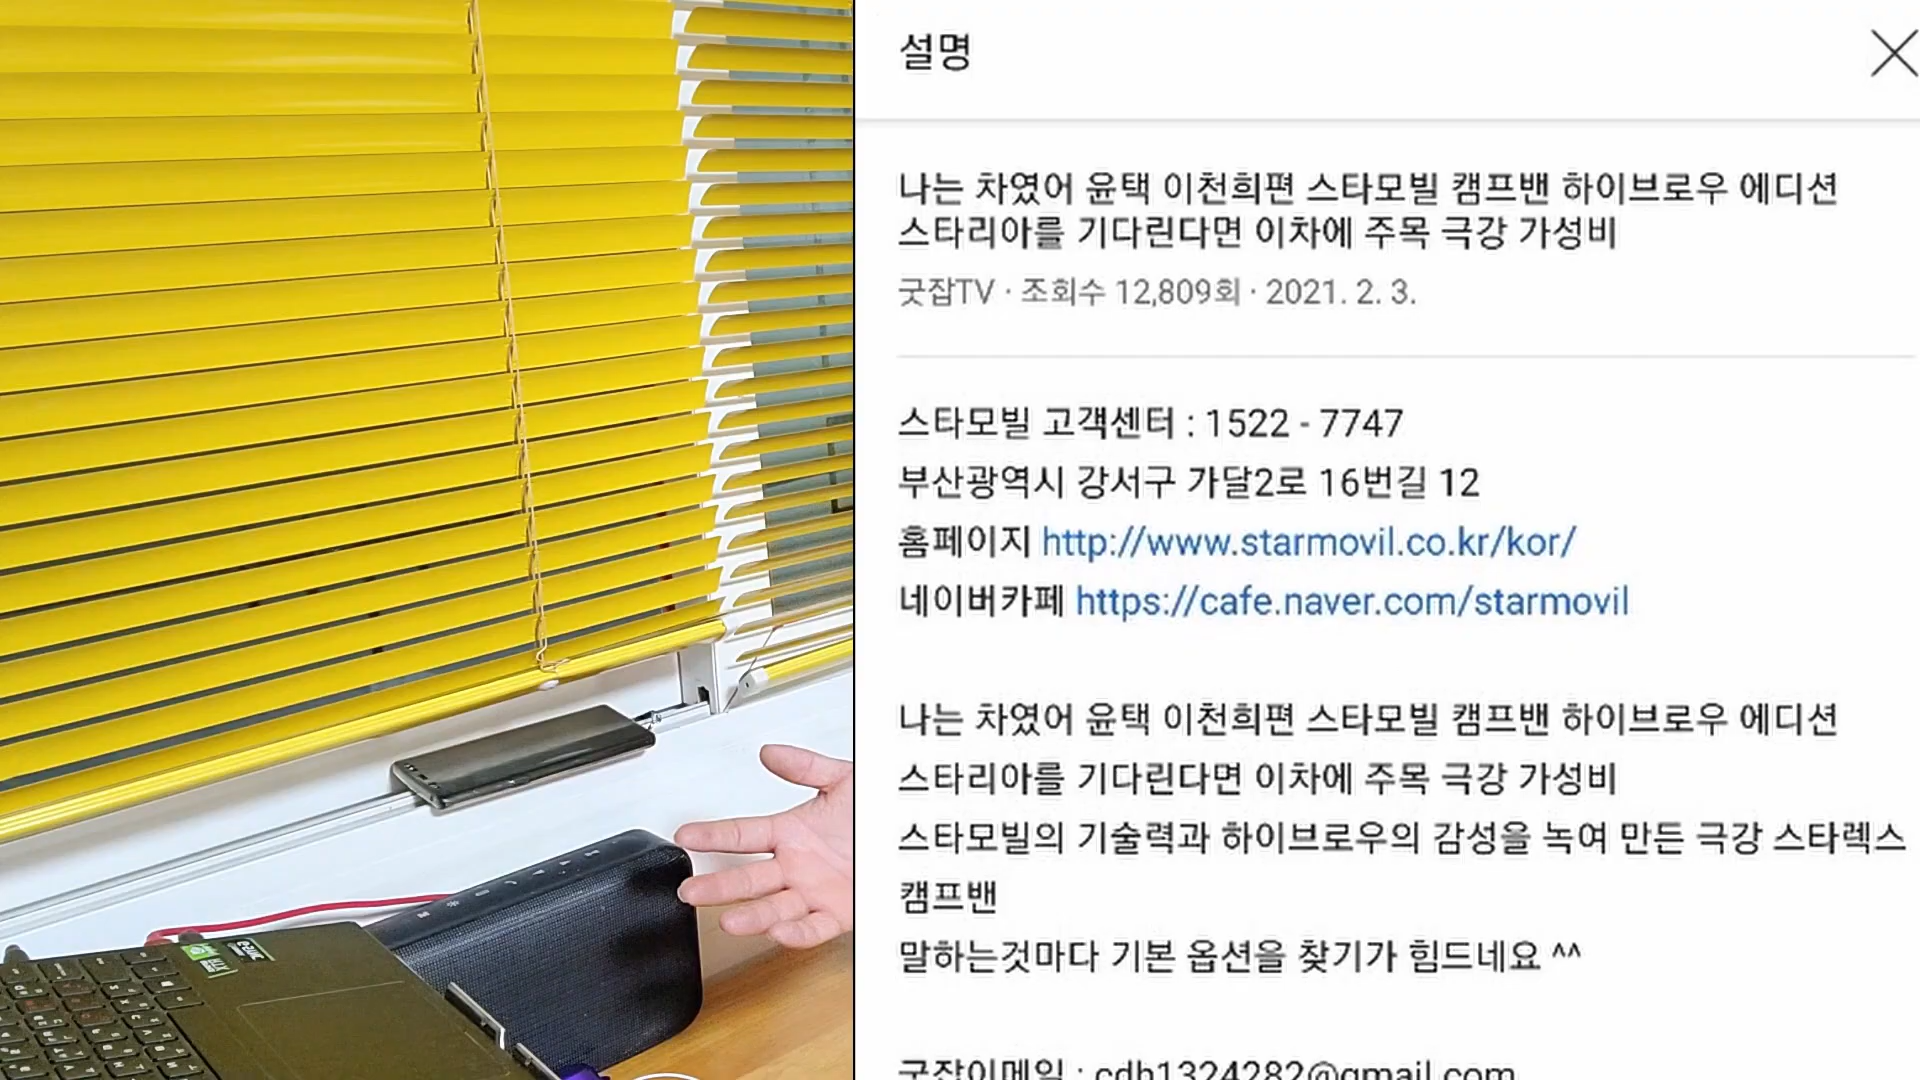 설명
나는 차였어 윤택 이천희편 스타모빌 캠프밴 하이브로우 에디션
스타리아를 기다린다면 이차에 주목 극강 가성비
굿잡TV · 조회수 12,809회 · 2021. 2. 3.
스타모빌 고객센터 : 1522 - 7747
부산광역시 강서구 가달2로 16번길 12
홈페이지 http://www.starmovil.co.kr/kor/
네이버카페 https://cafe.naver.com/starmovil
나는 차였어 윤택 이천희편 스타모빌 캠프밴 하이브로우 에디션
스타리아를 기다린다면 이차에 주목 극강 가성비
스타모빌의 기술력과 하이브로우의 감성을 녹여 만든 극강 스타렉스
캠프밴
말하는것마다 기본 옵션을 찾기가 힘드네요 ^^
굿잡이메일 : cdh1324282@gmail.com